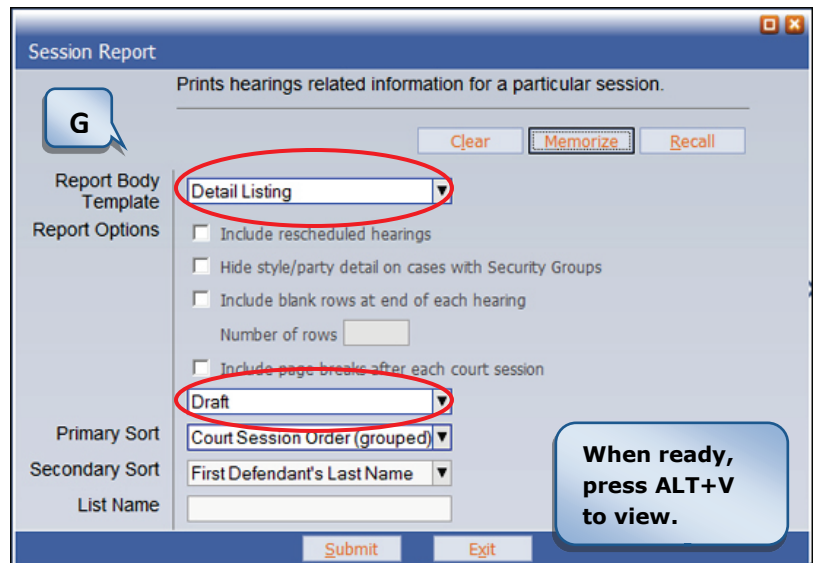 Session Report
Prints hearings related information for a particular session.
G
Clear Memorize Recall
Report Body
Template
Detail Listing
Report Options
Include rescheduled hearings
Hide style/party detail on cases with Security Groups
Include blank rows at end of each hearing
Number of rows
Include page breaks after each court session
Draft
Primary Sort
Court Session Order (grouped)
Secondary Sort
First Defendant's Last Name
List Name
When ready,
press ALT+V
to view.
Submit Exit